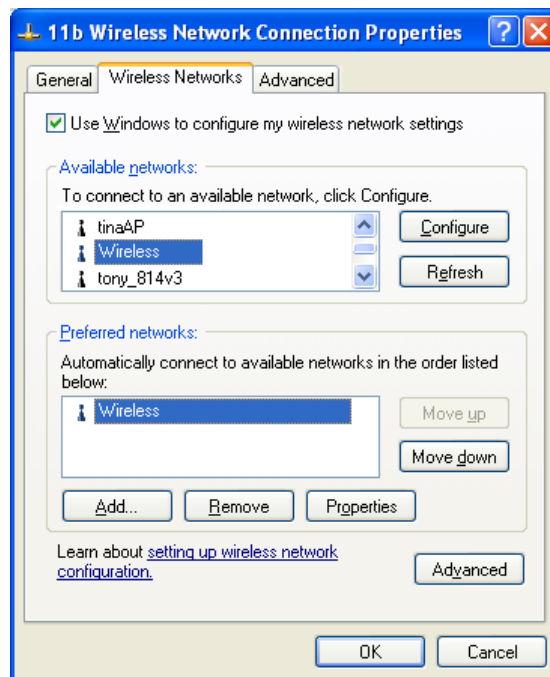 11b Wireless Network Connection Properties
General Wireless Networks Advanced
Use Windows to configure my wireless network settings
Available networks:
To connect to an available network, click Configure.
tinaAP
Wireless
tony_814v3
Configure
Refresh
Preferred networks:
Automatically connect to available networks in the order listed
below:
Wireless
Move up
Move down
Add... Remove Properties
Learn about setting up wireless network
configuration.
Advanced
OK Cancel